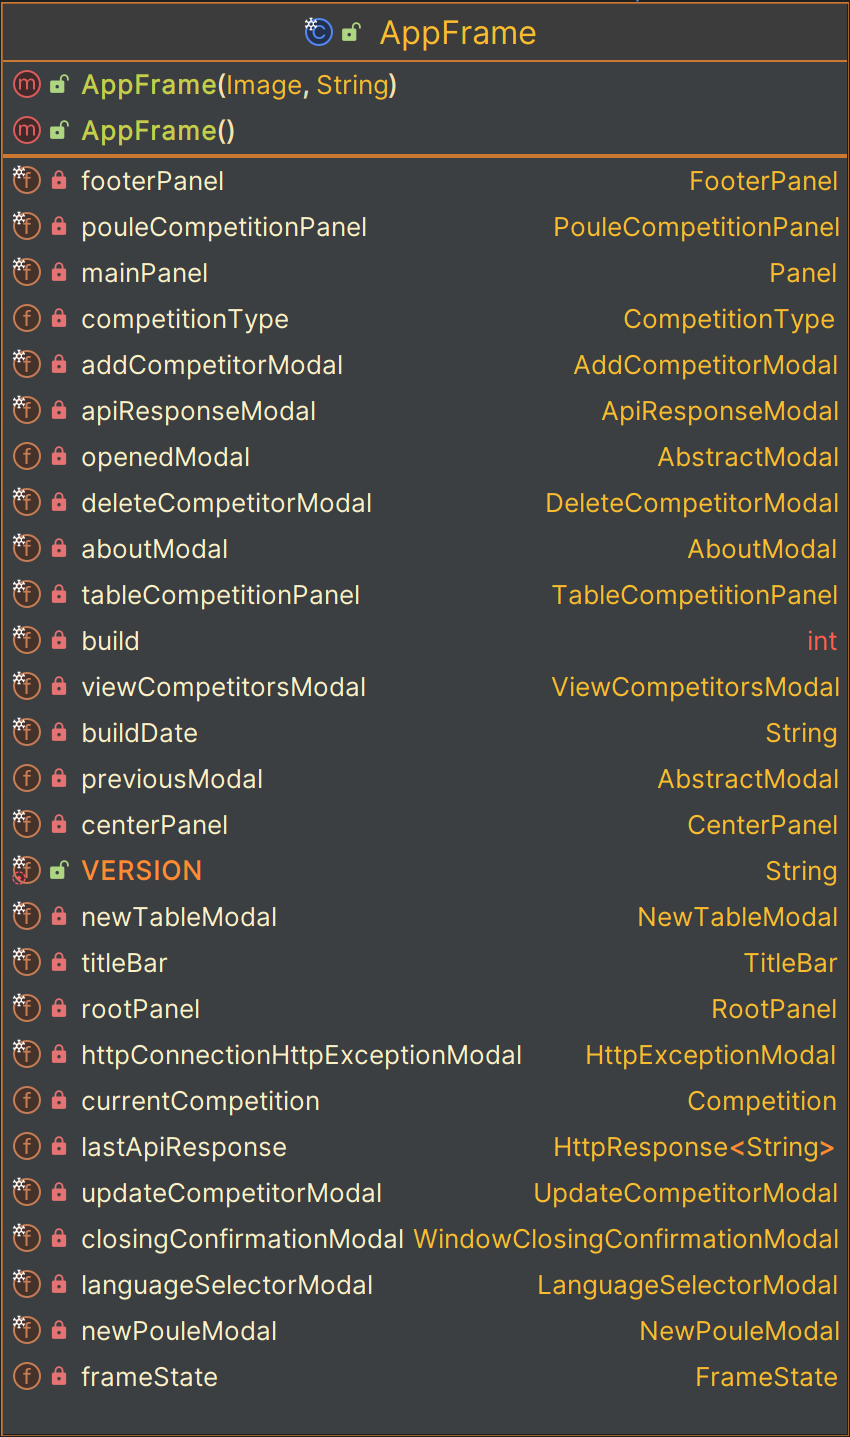 AppFrame
AppFrame(Image, String)
AppFrame()
footerPanel FooterPanel
pouleCompetitionPanel PouleCompetitionPanel
mainPanel Panel
competitionType CompetitionType
addCompetitorModal AddCompetitorModal
apiResponseModal ApiResponseModal
openedModal AbstractModal
deleteCompetitorModal DeleteCompetitorModal
aboutModal AboutModal
tableCompetitionPanel TableCompetitionPanel
build int
viewCompetitorsModal ViewCompetitorsModal
buildDate String
previousModal AbstractModal
centerPanel CenterPanel
VERSION String
newTableModal NewTableModal
titleBar TitleBar
rootPanel RootPanel
httpConnectionHttpExceptionModal HttpExceptionModal
currentCompetition Competition
lastApiResponse HttpResponse<String>
updateCompetitorModal UpdateCompetitorModal
closingConfirmationModal WindowClosingConfirmationModal
languageSelectorModal LanguageSelectorModal
newPouleModal NewPouleModal
frameState FrameState